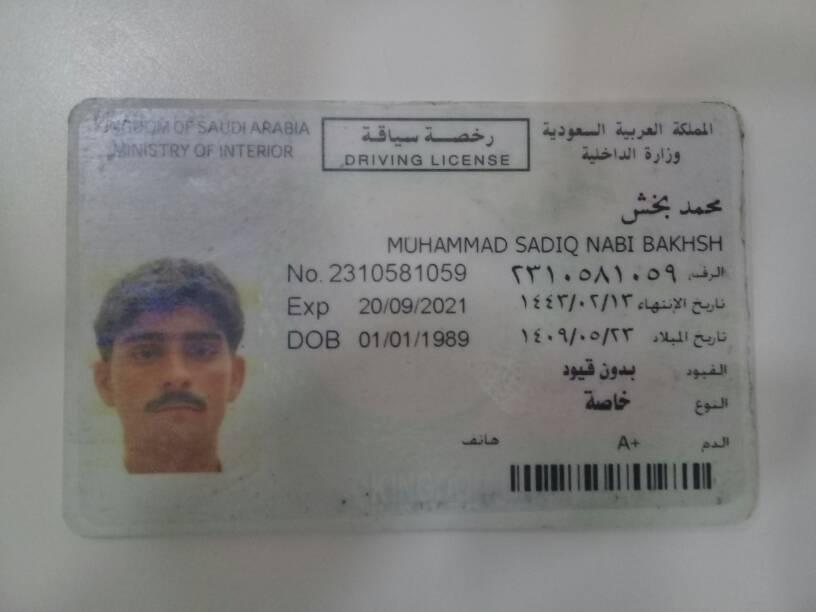 KINGDOM OF SAUDI ARABIA
MINISTRY OF INTERIOR
رخصة سياقة
DRIVING LICENSE
المملكة العربية السعودية
وزارة الداخلية
محمد بخش
MUHAMMAD SADIQ NABI BAKHSH
No. 2310581059 الرقم ٢٣١٠٥٨١٠٥٩
Exp 20/09/2021 تاريخ الإنتهاء ١٤٤٣/٠٢/١٣
DOB 01/01/1989 تاريخ الميلاد ١٤٠٩/٠٥/٢٣
القيود بدون قيود
النوع خاصة
الدم A+ هاتف